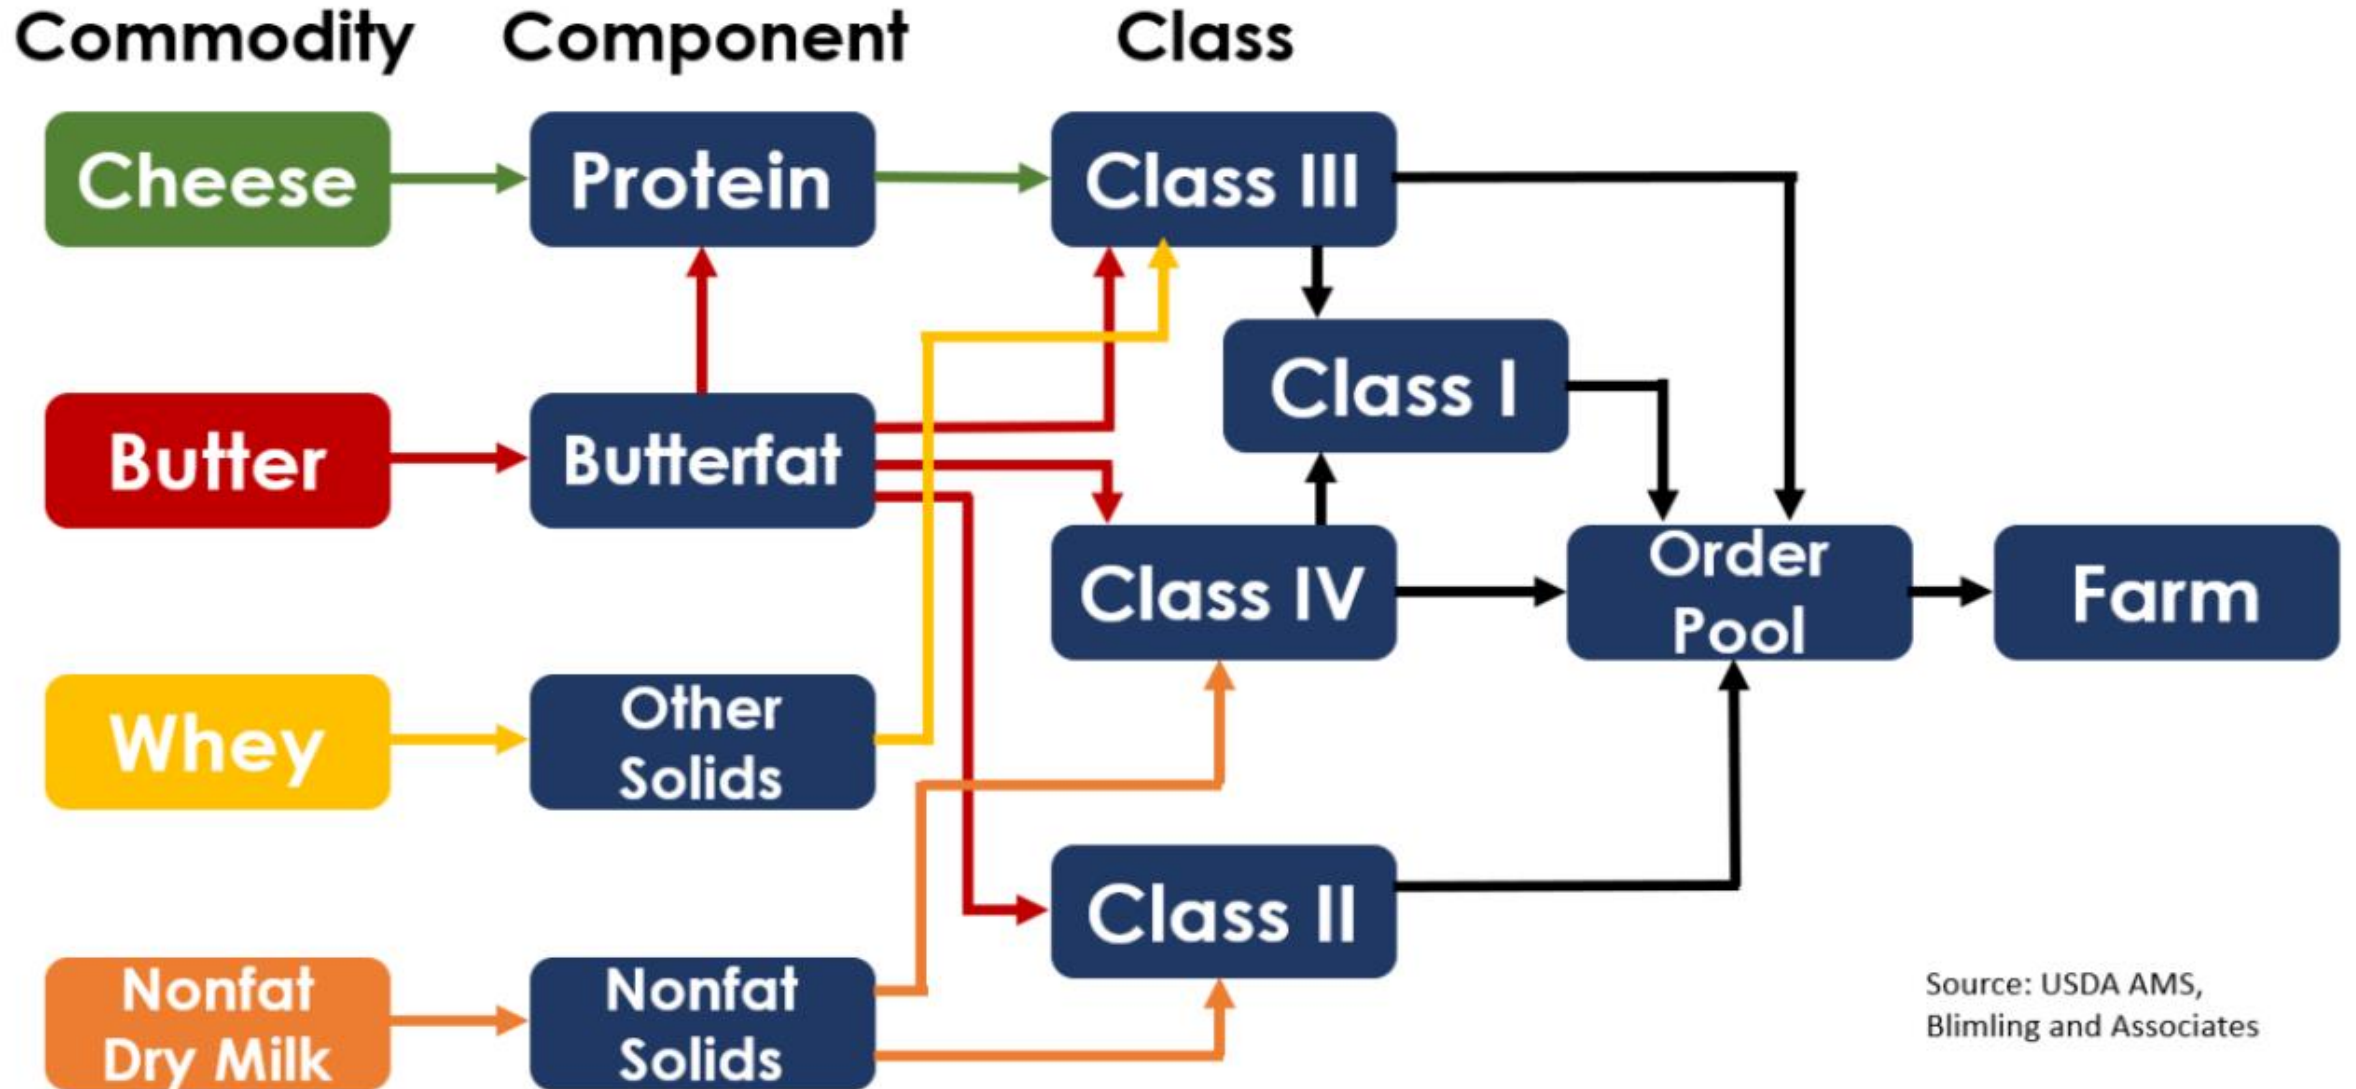 Commodity
Component
Class
Cheese
Protein
Class III
Class I
Butter
Butterfat
Class IV
Order
Pool
Farm
Whey
Other
Solids
Class II
Nonfat
Dry Milk
Nonfat
Solids
Source: USDA AMS,
Blimling and Associates